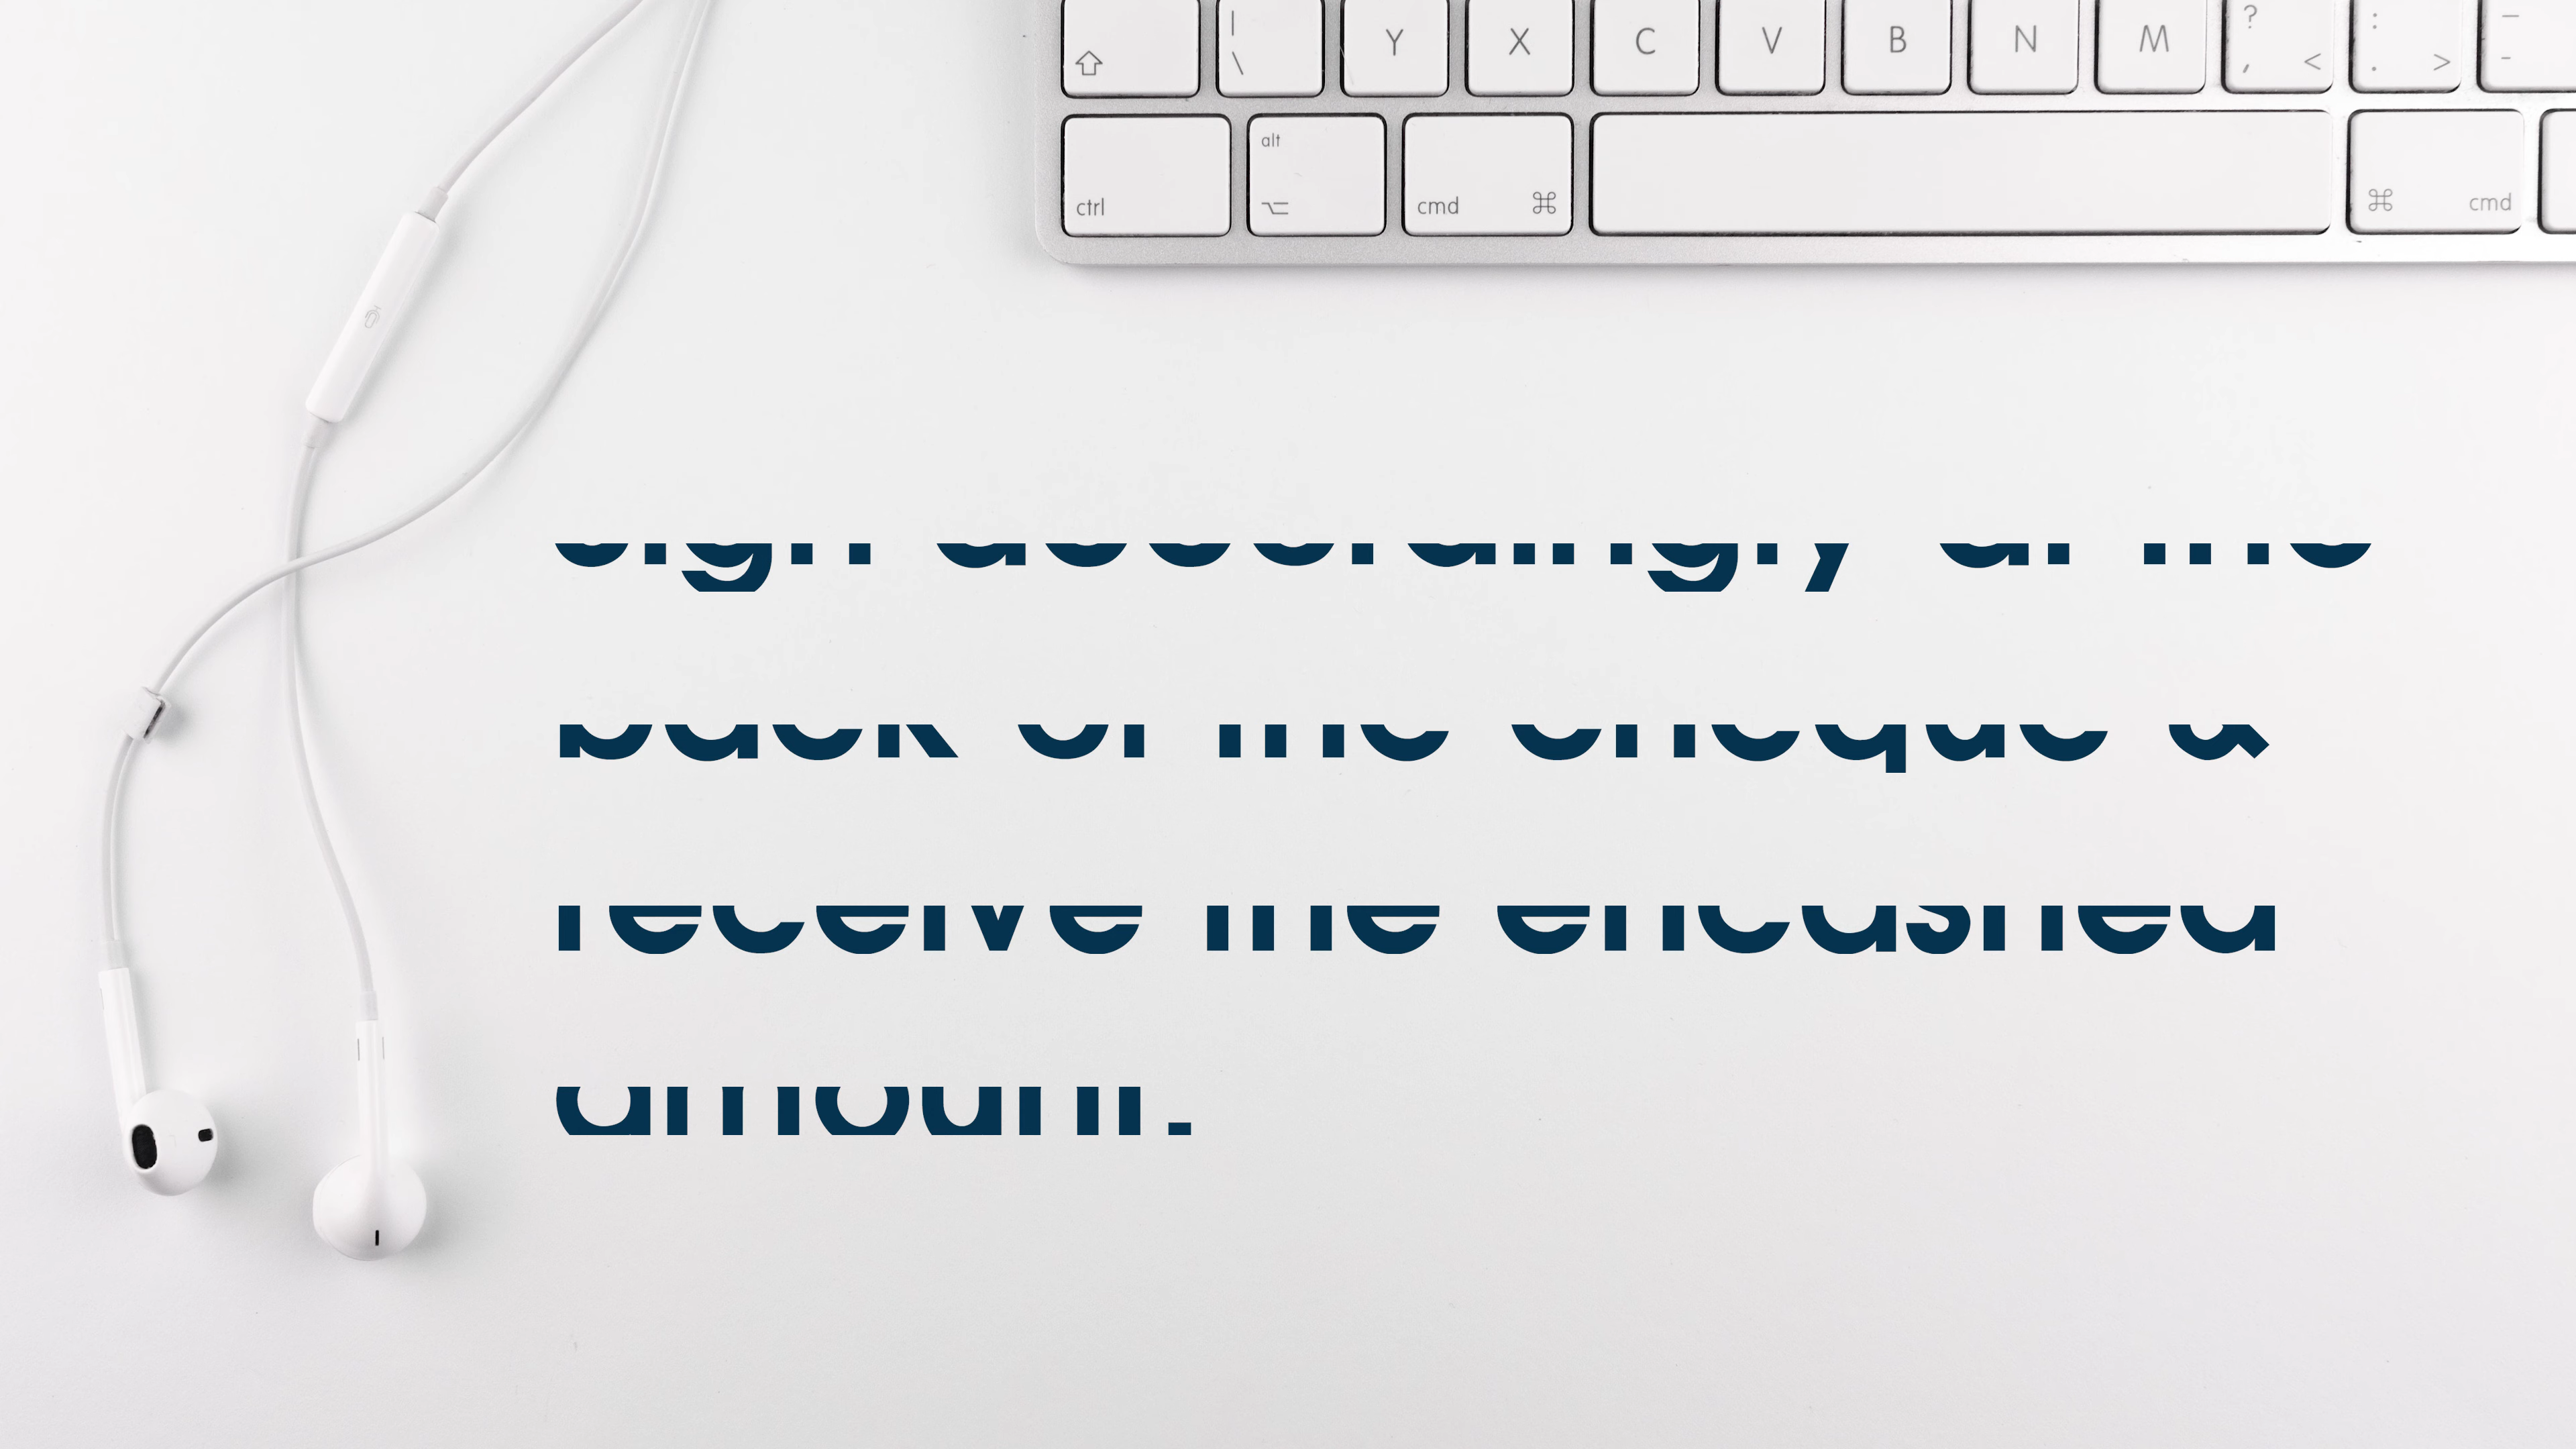 | ? : —
\ Y X C V B N M , < . > -
alt
ctrl cmd ⌘ ⌘ cmd
sign accordingly at the
back of the cheque &
receive the encashed
amount.